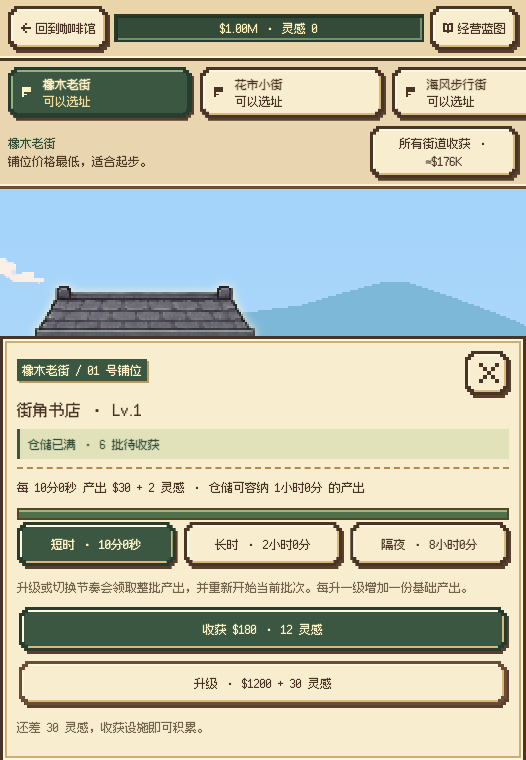 回到咖啡馆
$1.00M · 灵感 0
经营蓝图
橡木老街
可以选址
花市小街
可以选址
海风步行街
可以选址
橡木老街
铺位价格最低，适合起步。
所有街道收获 ·
≈$176K
橡木老街 / 01 号铺位
街角书店 · Lv.1
仓储已满 · 6 批待收获
每 10分0秒 产出 $30 + 2 灵感 · 仓储可容纳 1小时0分 的产出
短时 · 10分0秒
长时 · 2小时0分
隔夜 · 8小时0分
升级或切换节奏会领取整批产出，并重新开始当前批次。每升一级增加一份基础产出。
收获 $180 · 12 灵感
升级 · $1200 + 30 灵感
还差 30 灵感，收获设施即可积累。